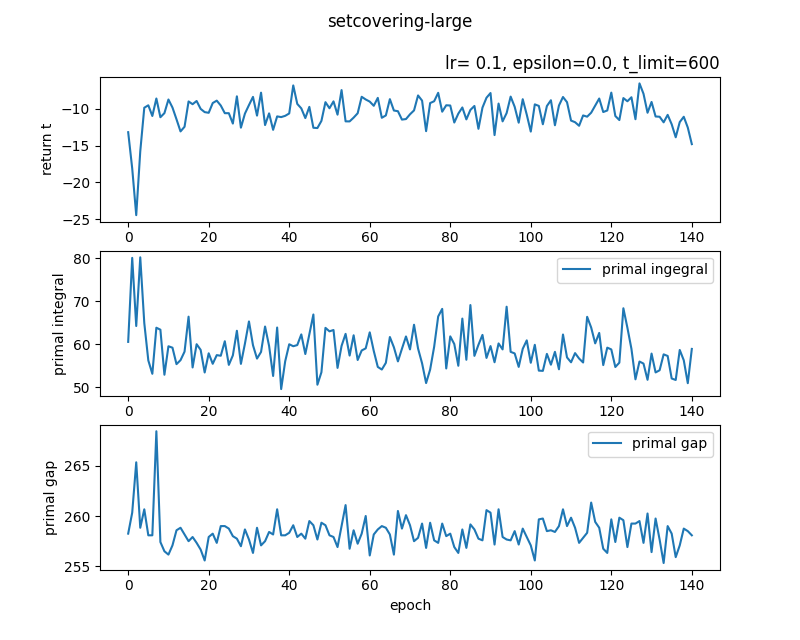 setcovering-large
lr= 0.1, epsilon=0.0, t_limit=600
return t
−10
−15
−20
−25
0 20 40 60 80 100 120 140
primal integral
80
70
60
50
primal ingegral
0 20 40 60 80 100 120 140
primal gap
265
260
255
primal gap
0 20 40 60 80 100 120 140
epoch